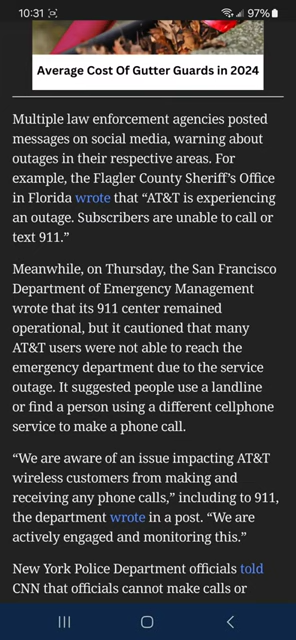 10:31
97%
Average Cost Of Gutter Guards in 2024
Multiple law enforcement agencies posted
messages on social media, warning about
outages in their respective areas. For
example, the Flagler County Sheriff's Office
in Florida wrote that “AT&T is experiencing
an outage. Subscribers are unable to call or
text 911.”
Meanwhile, on Thursday, the San Francisco
Department of Emergency Management
wrote that its 911 center remained
operational, but it cautioned that many
AT&T users were not able to reach the
emergency department due to the service
outage. It suggested people use a landline
or find a person using a different cellphone
service to make a phone call.
“We are aware of an issue impacting AT&T
wireless customers from making and
receiving any phone calls,” including to 911,
the department wrote in a post. “We are
actively engaged and monitoring this.”
New York Police Department officials told
CNN that officials cannot make calls or